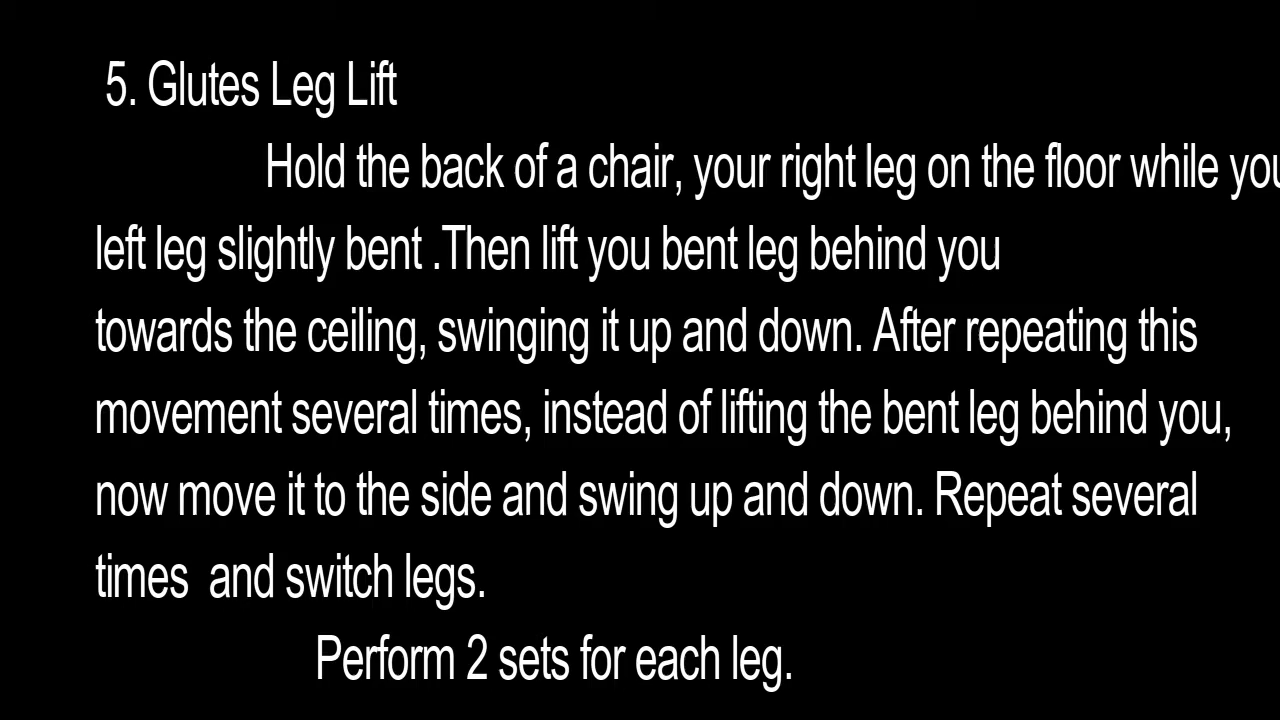 5. Glutes Leg Lift
Hold the back of a chair, your right leg on the floor while you
left leg slightly bent .Then lift you bent leg behind you
towards the ceiling, swinging it up and down. After repeating this
movement several times, instead of lifting the bent leg behind you,
now move it to the side and swing up and down. Repeat several
times  and switch legs.
Perform 2 sets for each leg.